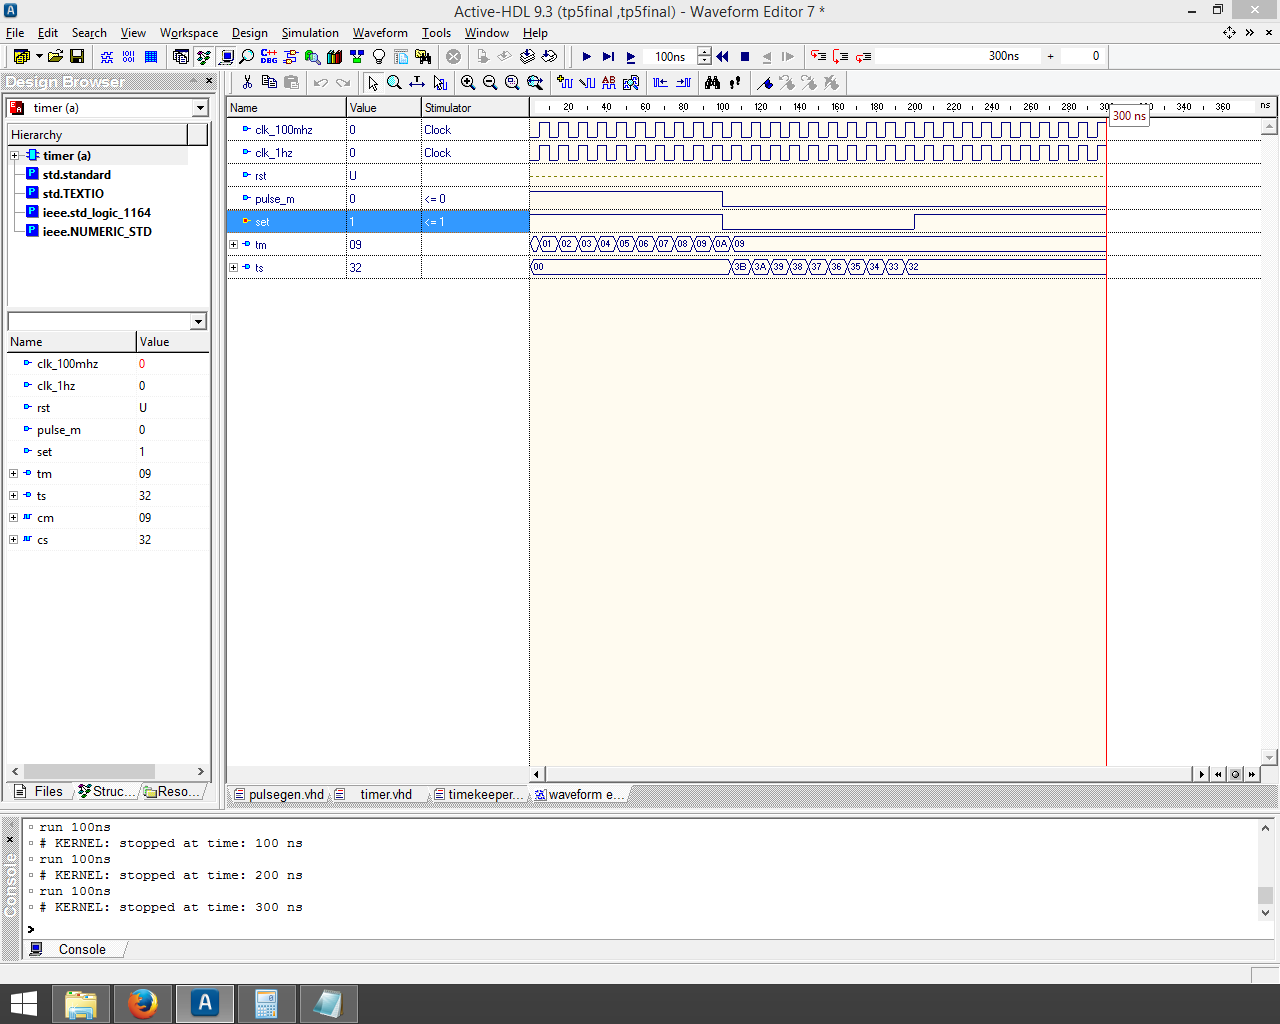 Active-HDL 9.3 (tp5final ,tp5final) - Waveform Editor 7 *
File Edit Search View Workspace Design Simulation Waveform Tools Window Help
100ns 300ns + 0
Design Browser
timer (a)
Hierarchy
timer (a)
std.standard
std.TEXTIO
ieee.std_logic_1164
ieee.NUMERIC_STD
Name Value
clk_100mhz 0
clk_1hz 0
rst U
pulse_m 0
set 1
tm 09
ts 32
cm 09
cs 32
Files Struc... Reso...
Name Value Stimulator 20 40 60 80 100 120 140 160 180 200 220 240 260 280 340 360 ns
300 ns
clk_100mhz 0 Clock
clk_1hz 0 Clock
rst U
pulse_m 0 <= 0
set 1 <= 1
tm 09 01 02 03 04 05 06 07 08 09 0A 09
ts 32 00 3B 3A 39 38 37 36 35 34 33 32
pulsegen.vhd timer.vhd timekeeper... waveform e...
run 100ns
# KERNEL: stopped at time: 100 ns
run 100ns
# KERNEL: stopped at time: 200 ns
run 100ns
# KERNEL: stopped at time: 300 ns
>
Console
Console